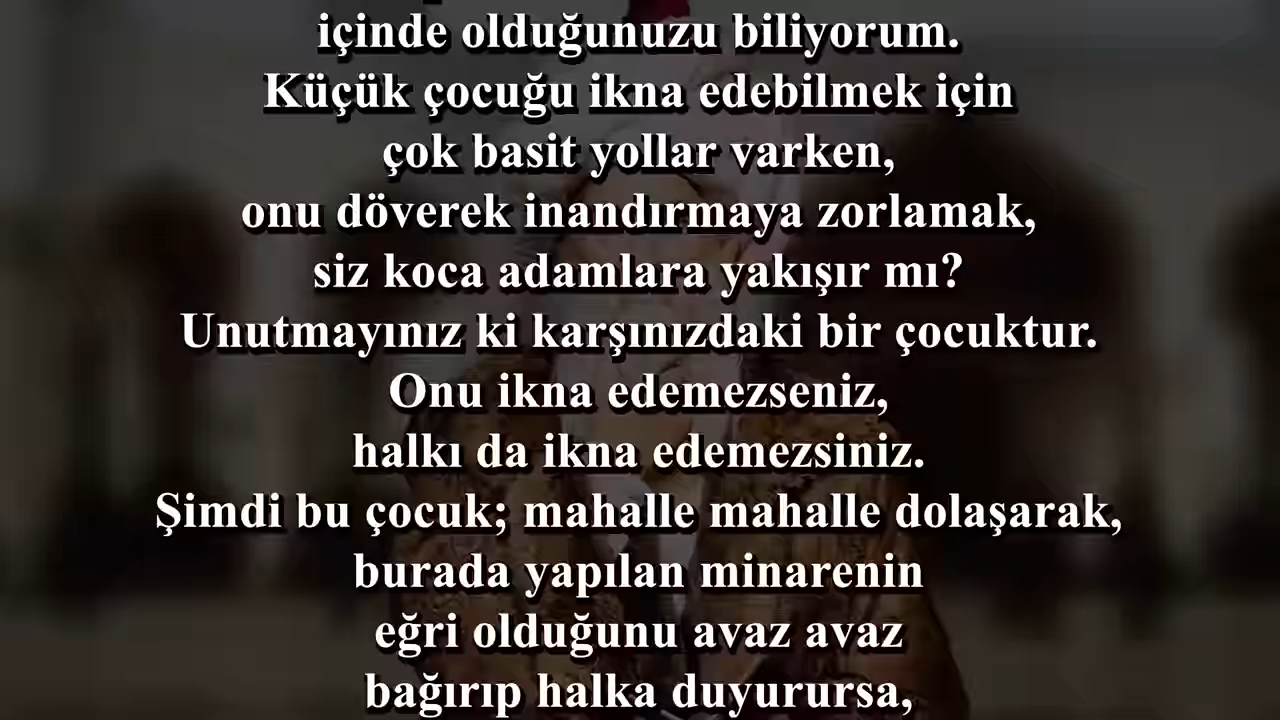 içinde olduğunuzu biliyorum.
Küçük çocuğu ikna edebilmek için
çok basit yollar varken,
onu döverek inandırmaya zorlamak,
siz koca adamlara yakışır mı?
Unutmayınız ki karşınızdaki bir çocuktur.
Onu ikna edemezseniz,
halkı da ikna edemezsiniz.
Şimdi bu çocuk; mahalle mahalle dolaşarak,
burada yapılan minarenin
eğri olduğunu avaz avaz
bağırıp halka duyurursa,